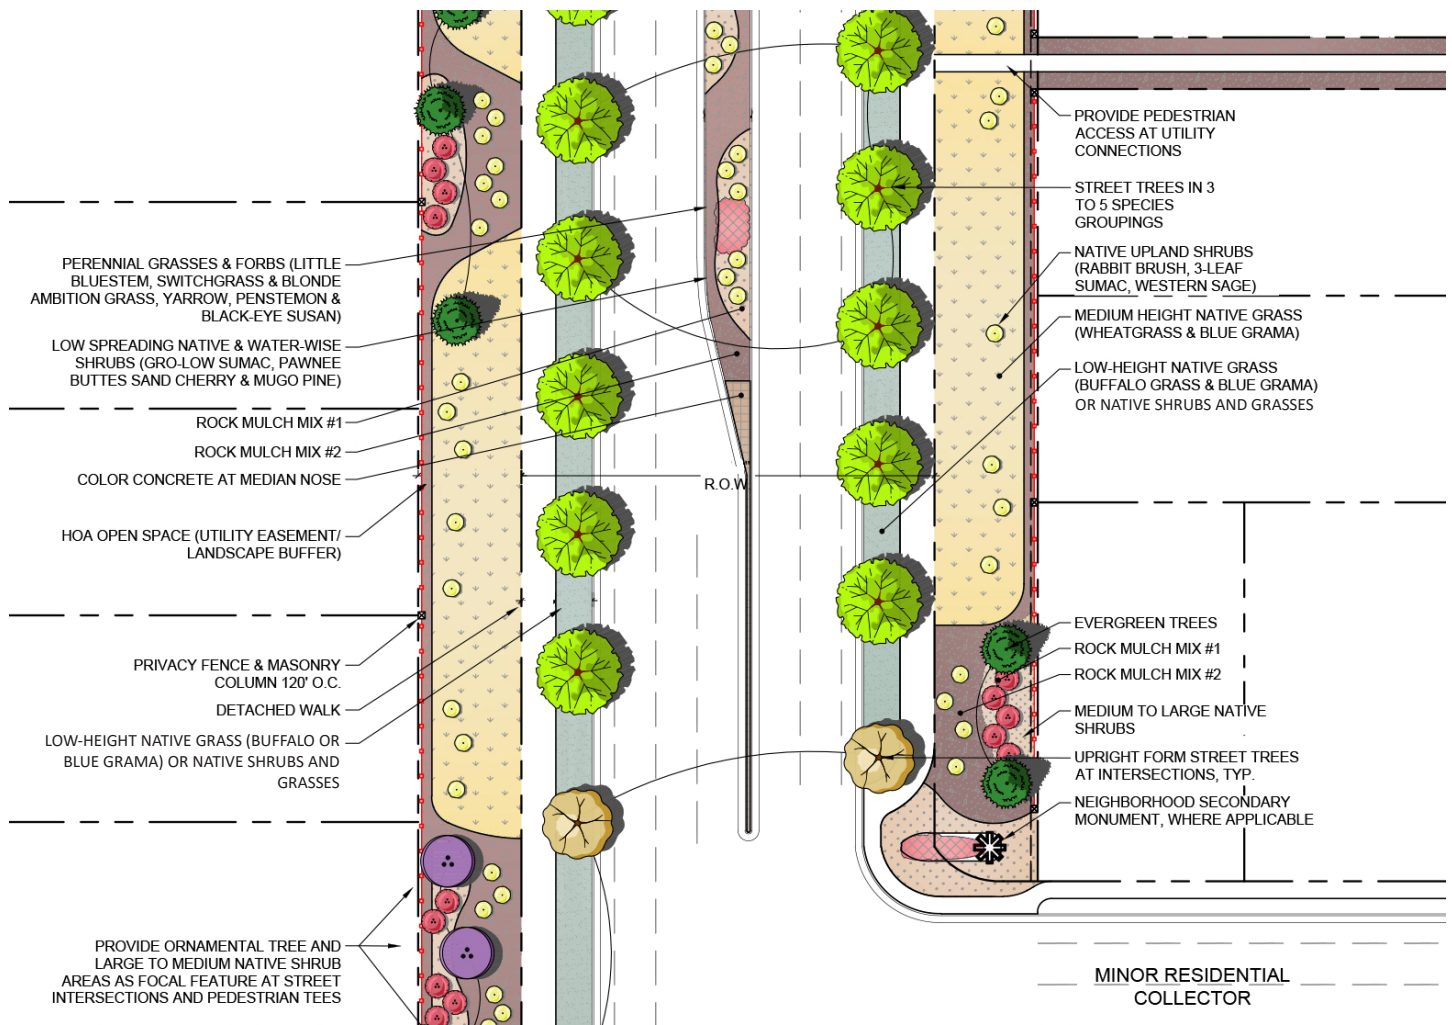 PERENNIAL GRASSES & FORBS (LITTLE
BLUESTEM, SWITCHGRASS & BLONDE
AMBITION GRASS, YARROW, PENSTEMON &
BLACK-EYE SUSAN)
LOW SPREADING NATIVE & WATER-WISE
SHRUBS (GRO-LOW SUMAC, PAWNEE
BUTTES SAND CHERRY & MUGO PINE)
ROCK MULCH MIX #1
ROCK MULCH MIX #2
COLOR CONCRETE AT MEDIAN NOSE
HOA OPEN SPACE (UTILITY EASEMENT/
LANDSCAPE BUFFER)
PRIVACY FENCE & MASONRY
COLUMN 120' O.C.
DETACHED WALK
LOW-HEIGHT NATIVE GRASS (BUFFALO OR
BLUE GRAMA) OR NATIVE SHRUBS AND
GRASSES
PROVIDE ORNAMENTAL TREE AND
LARGE TO MEDIUM NATIVE SHRUB
AREAS AS FOCAL FEATURE AT STREET
INTERSECTIONS AND PEDESTRIAN TEES
R.O.W.
PROVIDE PEDESTRIAN
ACCESS AT UTILITY
CONNECTIONS
STREET TREES IN 3
TO 5 SPECIES
GROUPINGS
NATIVE UPLAND SHRUBS
(RABBIT BRUSH, 3-LEAF
SUMAC, WESTERN SAGE)
MEDIUM HEIGHT NATIVE GRASS
(WHEATGRASS & BLUE GRAMA)
LOW-HEIGHT NATIVE GRASS
(BUFFALO GRASS & BLUE GRAMA)
OR NATIVE SHRUBS AND GRASSES
EVERGREEN TREES
ROCK MULCH MIX #1
ROCK MULCH MIX #2
MEDIUM TO LARGE NATIVE
SHRUBS
UPRIGHT FORM STREET TREES
AT INTERSECTIONS, TYP.
NEIGHBORHOOD SECONDARY
MONUMENT, WHERE APPLICABLE
MINOR RESIDENTIAL
COLLECTOR